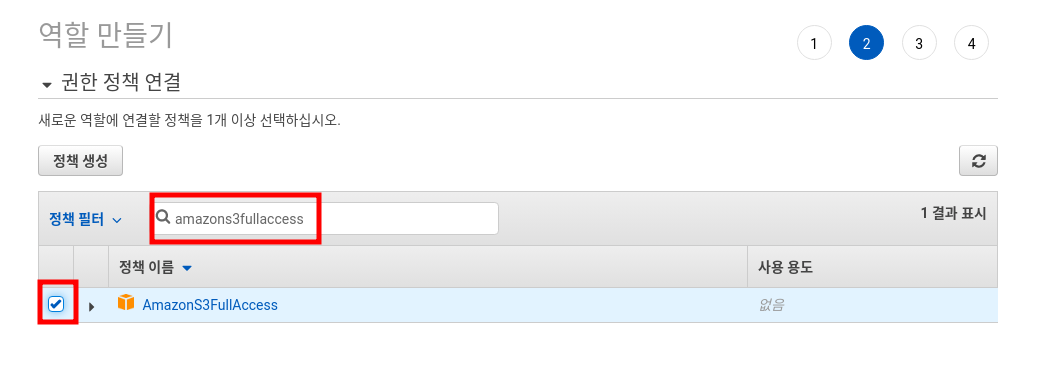 역할 만들기
1 2 3 4
권한 정책 연결
새로운 역할에 연결할 정책을 1개 이상 선택하십시오.
정책 생성
정책 필터 amazons3fullaccess 1 결과 표시
정책 이름 사용 용도
AmazonS3FullAccess 없음